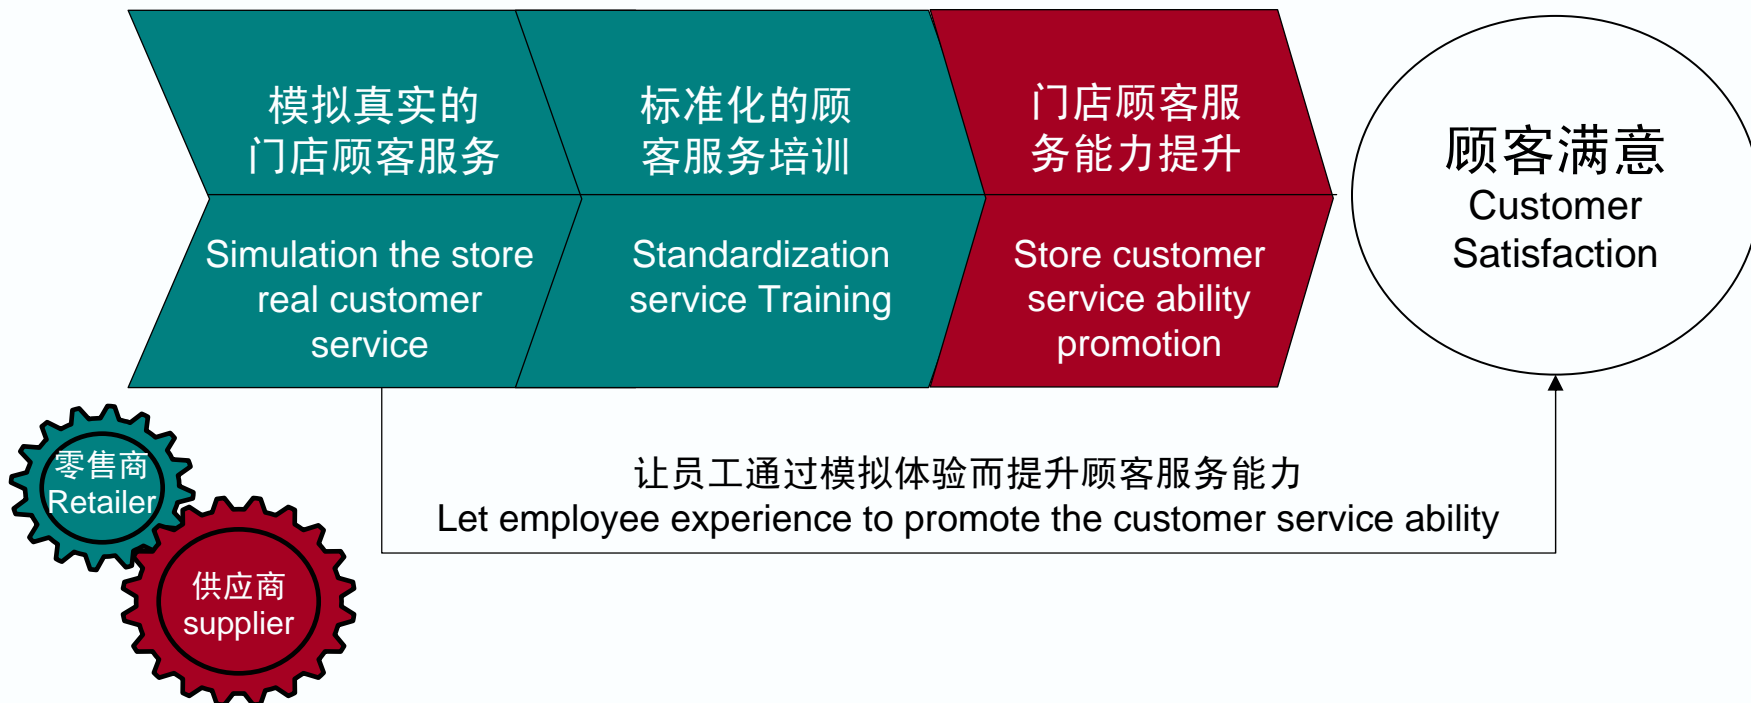 模拟真实的
门店顾客服务
Simulation the store
real customer
service
标准化的顾
客服务培训
Standardization
service Training
门店顾客服
务能力提升
Store customer
service ability
promotion
顾客满意
Customer
Satisfaction
零售商
Retailer
供应商
supplier
让员工通过模拟体验而提升顾客服务能力
Let employee experience to promote the customer service ability